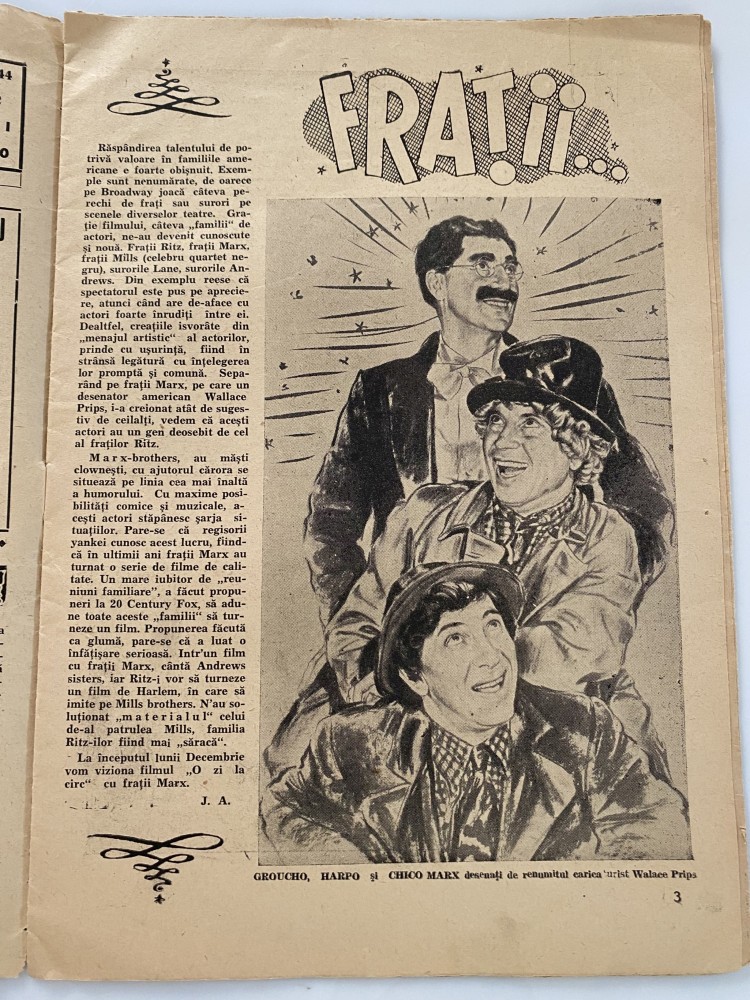 FRAȚII...
Răspândirea talentului de po-
trivă valoare în familiile ame-
ricane e foarte obișnuit. Exem-
ple sunt nenumărate, de oarece
pe Broadway joacă câteva pe-
rechi de frați sau surori pe
scenele diverselor teatre. Gra-
ție filmului, câteva „familii“ de
actori, ne-au devenit cunoscute
și nouă. Frații Ritz, frații Marx,
frații Mills (celebru quartet ne-
gru), surorile Lane, surorile An-
drews. Din exemplu reese că
spectatorul este pus pe aprecie-
re, atunci când are de-aface cu
actori foarte înrudiți între ei.
Dealtfel, creațiile isvorâte din
„menajul artistic“ al actorilor,
prinde cu ușurință, fiind în
strânsă legătură cu înțelegerea
lor promptă și comună. Sepa-
rând pe frații Marx, pe care un
desenator american Wallace
Prips, i-a creionat atât de suges-
tiv de ceilalți, vedem că acești
actori au un gen deosebit de cel
al fraților Ritz.
Marx-brothers, au măști
clownești, cu ajutorul cărora se
situează pe linia cea mai înaltă
a humorului. Cu maxime posi-
bilități comice și muzicale, a-
cești actori stăpânesc șarja si-
tuațiilor. Pare-se că regisorii
yankei cunosc acest lucru, fiind-
că în ultimii ani frații Marx au
turnat o serie de filme de cali-
tate. Un mare iubitor de „reu-
niuni familiare“, a făcut propu-
neri la 20 Century Fox, să adu-
ne toate aceste „familii“ să tur-
neze un film. Propunerea făcută
ca glumă, pare-se că a luat o
înfățișare serioasă. Intr'un film
cu frații Marx, cântă Andrews
sisters, iar Ritz-i vor să turneze
un film de Harlem, în care să
imite pe Mills brothers. N'au so-
luționat „materialul“ celui
de-al patrulea Mills, familia
Ritz-ilor fiind mai „săracă“.
La începutul lunii Decembrie
vom viziona filmul „O zi la
circ“ cu frații Marx.
J. A.
GROUCHO, HARPO și CHICO MARX desenați de renumitul carica urist Walace Prips
3